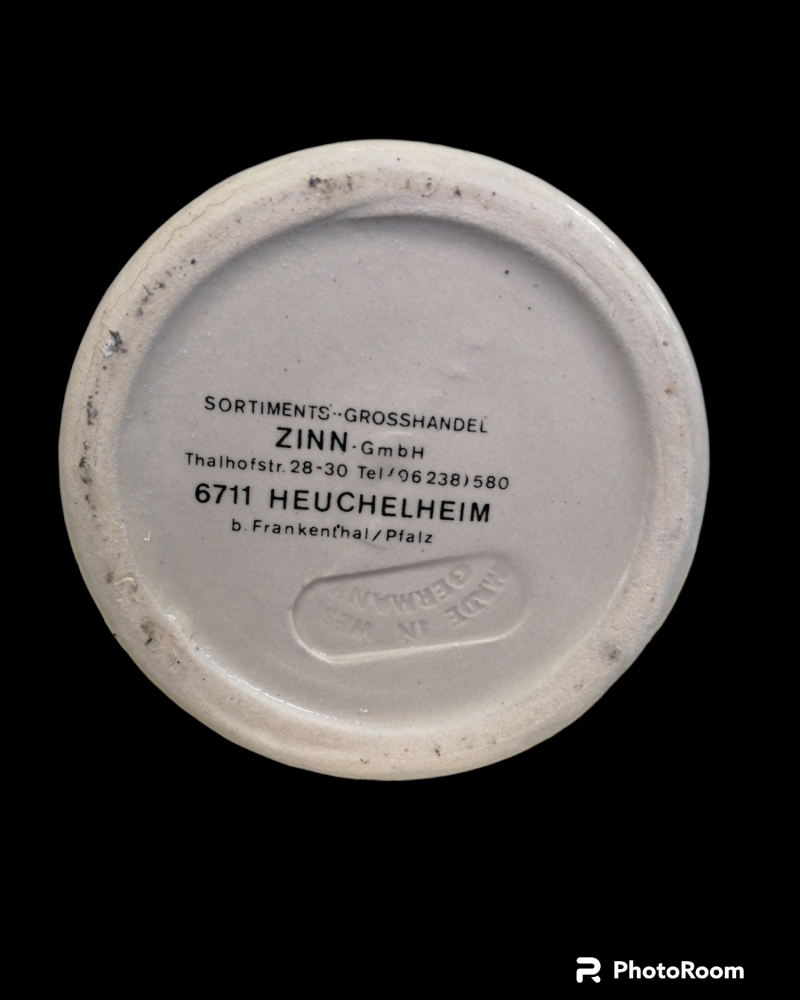 SORTIMENTS-GROSSHANDEL
ZINN-GmbH
Thalhofstr. 28-30 Tel (06238) 580
6711 HEUCHELHEIM
b. Frankenthal/Pfalz
MADE IN WEST
GERMANY
PhotoRoom